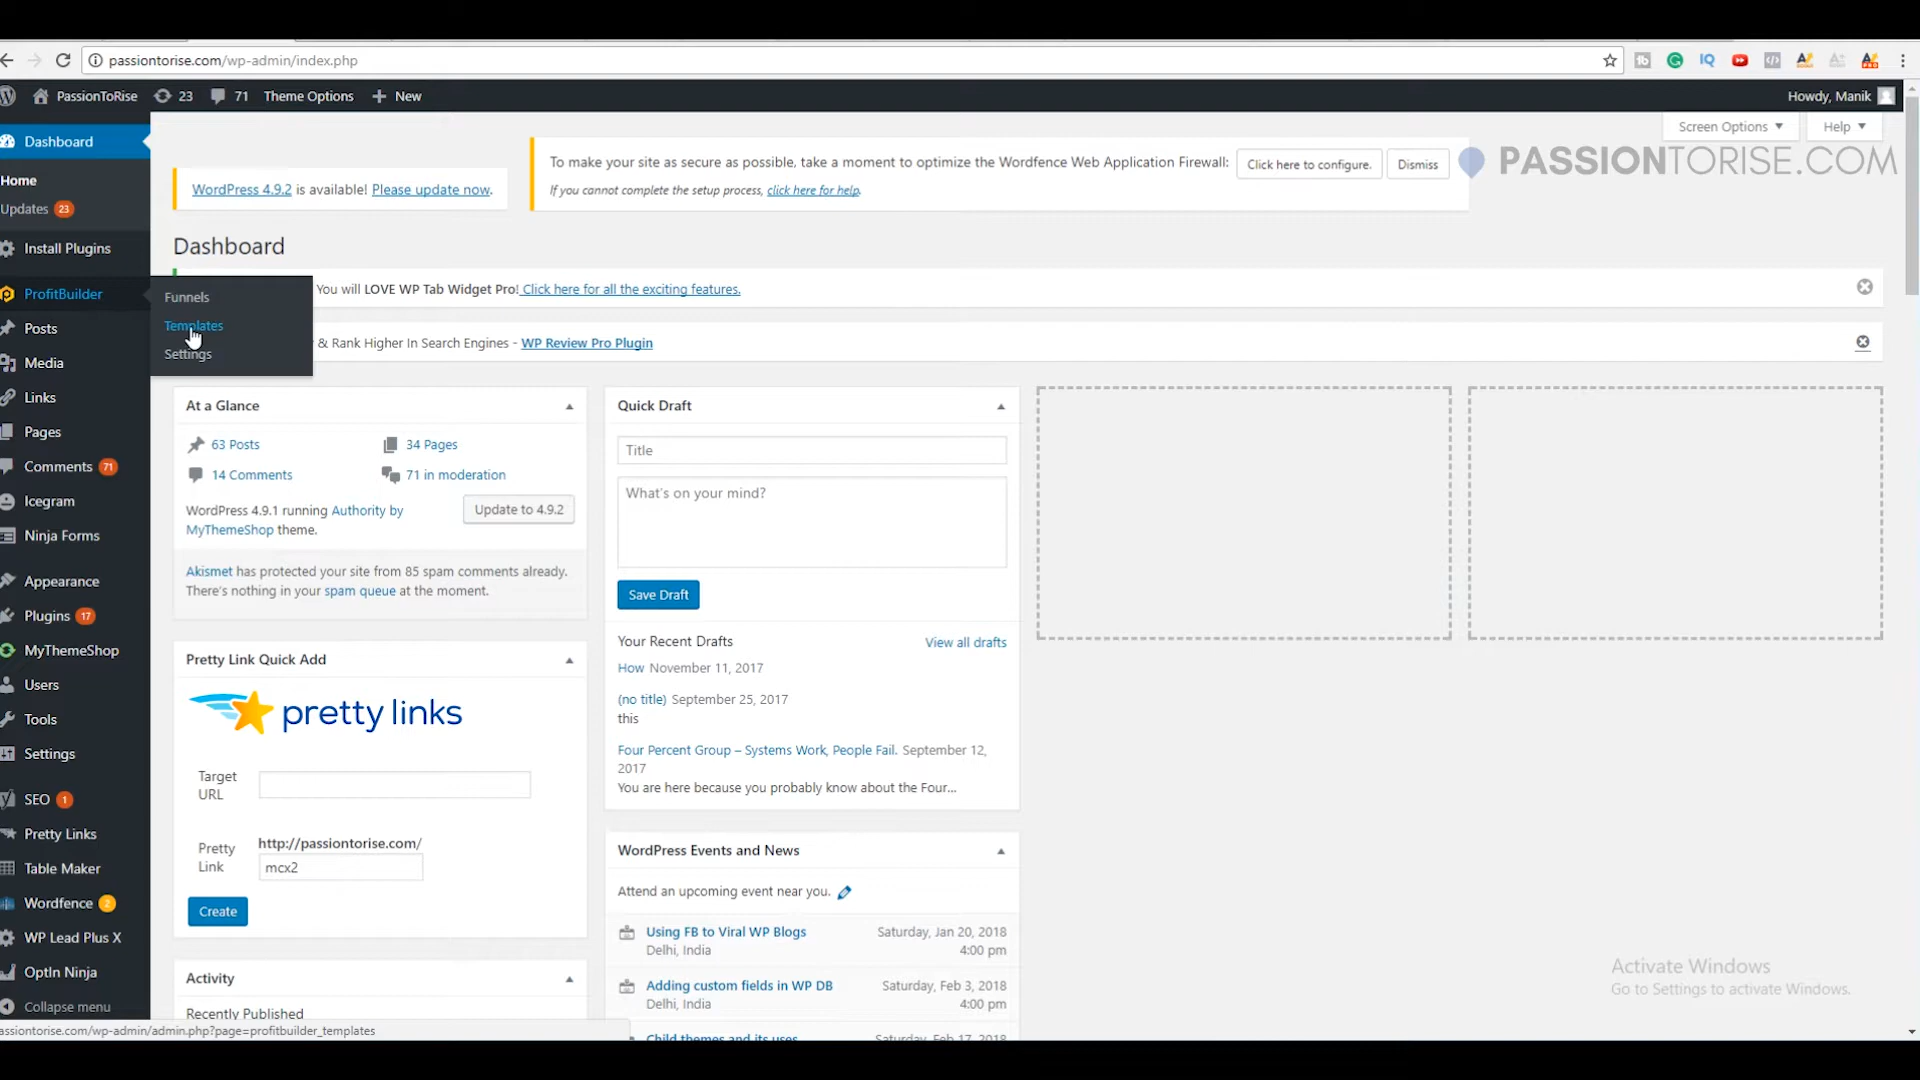 passiontorise.com/wp-admin/index.php
PassionToRise 23 71 Theme Options + New
Howdy, Manik
Screen Options Help
Dashboard
Home
Updates 23
Install Plugins
ProfitBuilder
Posts
Media
Links
Pages
Comments 71
Icegram
Ninja Forms
Appearance
Plugins 17
MyThemeShop
Users
Tools
Settings
SEO 1
Pretty Links
Table Maker
Wordfence 2
WP Lead Plus X
OptIn Ninja
Collapse menu
Funnels
Templates
Settings
WordPress 4.9.2 is available! Please update now.
To make your site as secure as possible, take a moment to optimize the Wordfence Web Application Firewall: Click here to configure. Dismiss
If you cannot complete the setup process, click here for help.
PASSIONTORISE.COM
Dashboard
You will LOVE WP Tab Widget Pro! Click here for all the exciting features.
& Rank Higher In Search Engines - WP Review Pro Plugin
At a Glance
63 Posts 34 Pages
14 Comments 71 in moderation
WordPress 4.9.1 running Authority by
MyThemeShop theme.
Update to 4.9.2
Akismet has protected your site from 85 spam comments already.
There's nothing in your spam queue at the moment.
Pretty Link Quick Add
pretty links
Target
URL
Pretty
Link
http://passiontorise.com/
mcx2
Create
Activity
Recently Published
Quick Draft
Title
What's on your mind?
Save Draft
Your Recent Drafts View all drafts
How November 11, 2017
(no title) September 25, 2017
this
Four Percent Group – Systems Work, People Fail. September 12,
2017
You are here because you probably know about the Four...
WordPress Events and News
Attend an upcoming event near you.
Using FB to Viral WP Blogs Saturday, Jan 20, 2018
Delhi, India 4:00 pm
Adding custom fields in WP DB Saturday, Feb 3, 2018
Delhi, India 4:00 pm
Child themes and its uses Saturday, Feb 17, 2018
Activate Windows
Go to Settings to activate Windows.
assiontorise.com/wp-admin/admin.php?page=profitbuilder_templates